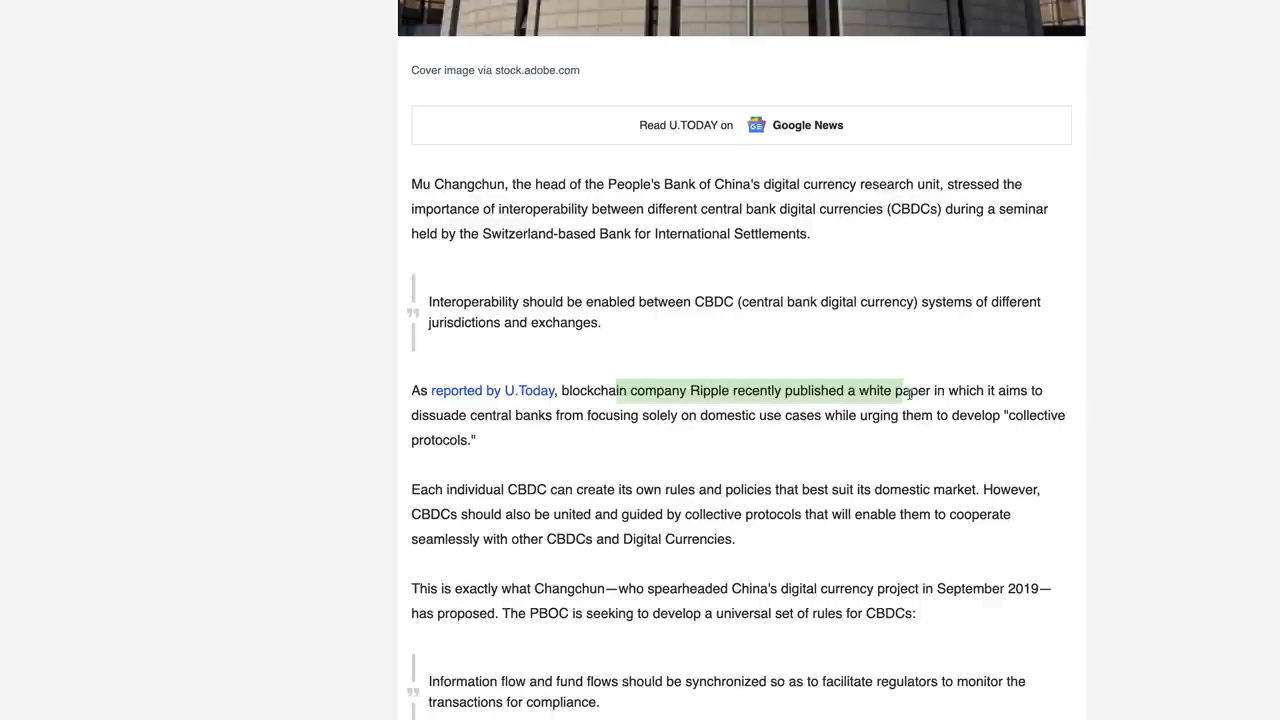 Cover image via stock.adobe.com
Read U.TODAY on GE Google News
Mu Changchun, the head of the People's Bank of China's digital currency research unit, stressed the
importance of interoperability between different central bank digital currencies (CBDCs) during a seminar
held by the Switzerland-based Bank for International Settlements.
Interoperability should be enabled between CBDC (central bank digital currency) systems of different
jurisdictions and exchanges.
As reported by U.Today, blockchain company Ripple recently published a white paper in which it aims to
dissuade central banks from focusing solely on domestic use cases while urging them to develop "collective
protocols."
Each individual CBDC can create its own rules and policies that best suit its domestic market. However,
CBDCs should also be united and guided by collective protocols that will enable them to cooperate
seamlessly with other CBDCs and Digital Currencies.
This is exactly what Changchun—who spearheaded China's digital currency project in September 2019—
has proposed. The PBOC is seeking to develop a universal set of rules for CBDCs:
Information flow and fund flows should be synchronized so as to facilitate regulators to monitor the
transactions for compliance.